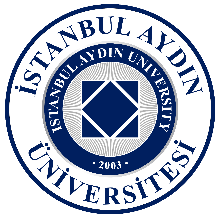 İSTANBUL AYDIN
ÜNİVERSİTESİ
ISTANBUL AYDIN UNIVERSITY
· 2003 ·